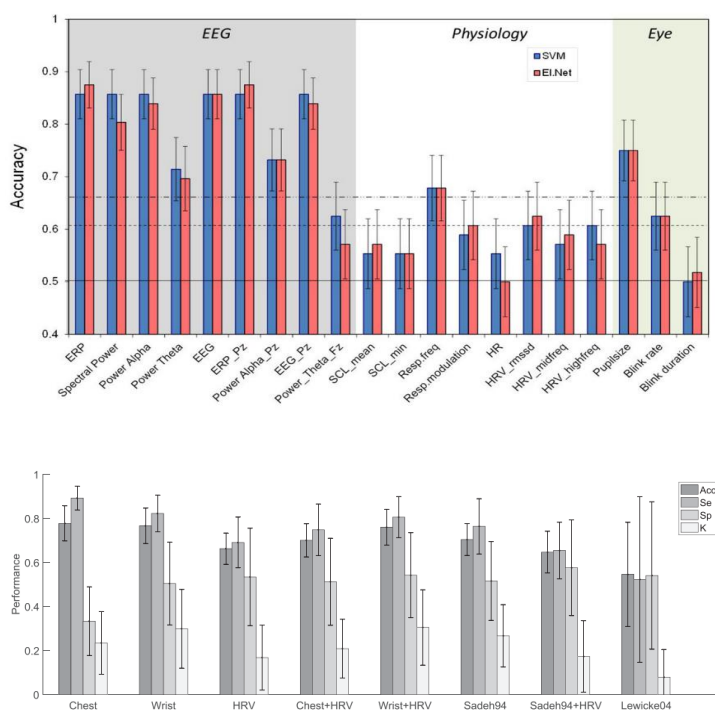 EEG Physiology Eye
SVM
El.Net
Accuracy
1
0.9
0.8
0.7
0.6
0.5
0.4
ERP
Spectral Power
Power Alpha
Power Theta
EEG
ERP_Pz
Power Alpha_Pz
EEG_Pz
Power_Theta_Fz
SCL_mean
SCL_min
Resp.freq
Resp.modulation
HR
HRV_rmssd
HRV_midfreq
HRV_highfreq
Pupilsize
Blink rate
Blink duration
Performance
1
0.8
0.6
0.4
0.2
0
Acc
Se
Sp
K
Chest Wrist HRV Chest+HRV Wrist+HRV Sadeh94 Sadeh94+HRV Lewicke04